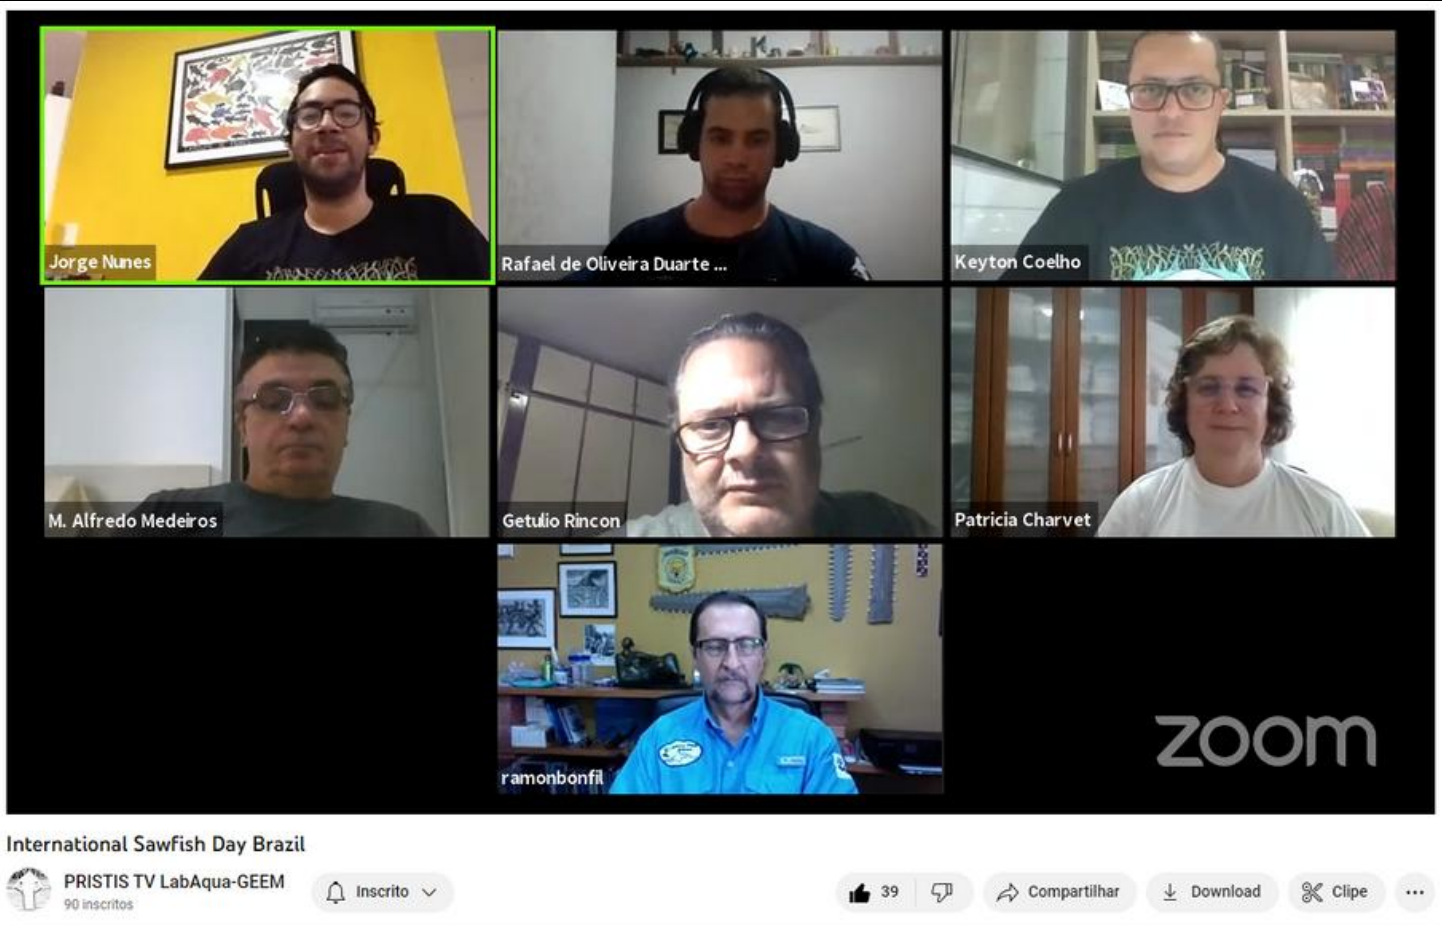 Jorge Nunes
Rafael de Oliveira Duarte ...
Keyton Coelho
M. Alfredo Medeiros
Getulio Rincon
Patricia Charvet
ramonbonfil
zoom
International Sawfish Day Brazil
PRISTIS TV LabAqua-GEEM
90 inscritos
Inscrito
39
Compartilhar
Download
Clipe
...